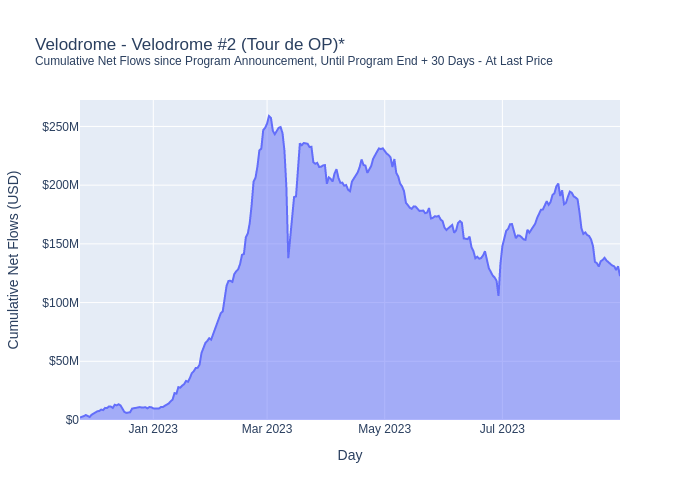 Velodrome - Velodrome #2 (Tour de OP)*
Cumulative Net Flows since Program Announcement, Until Program End + 30 Days - At Last Price
Cumulative Net Flows (USD)
$250M
$200M
$150M
$100M
$50M
$0
Jan 2023 Mar 2023 May 2023 Jul 2023
Day